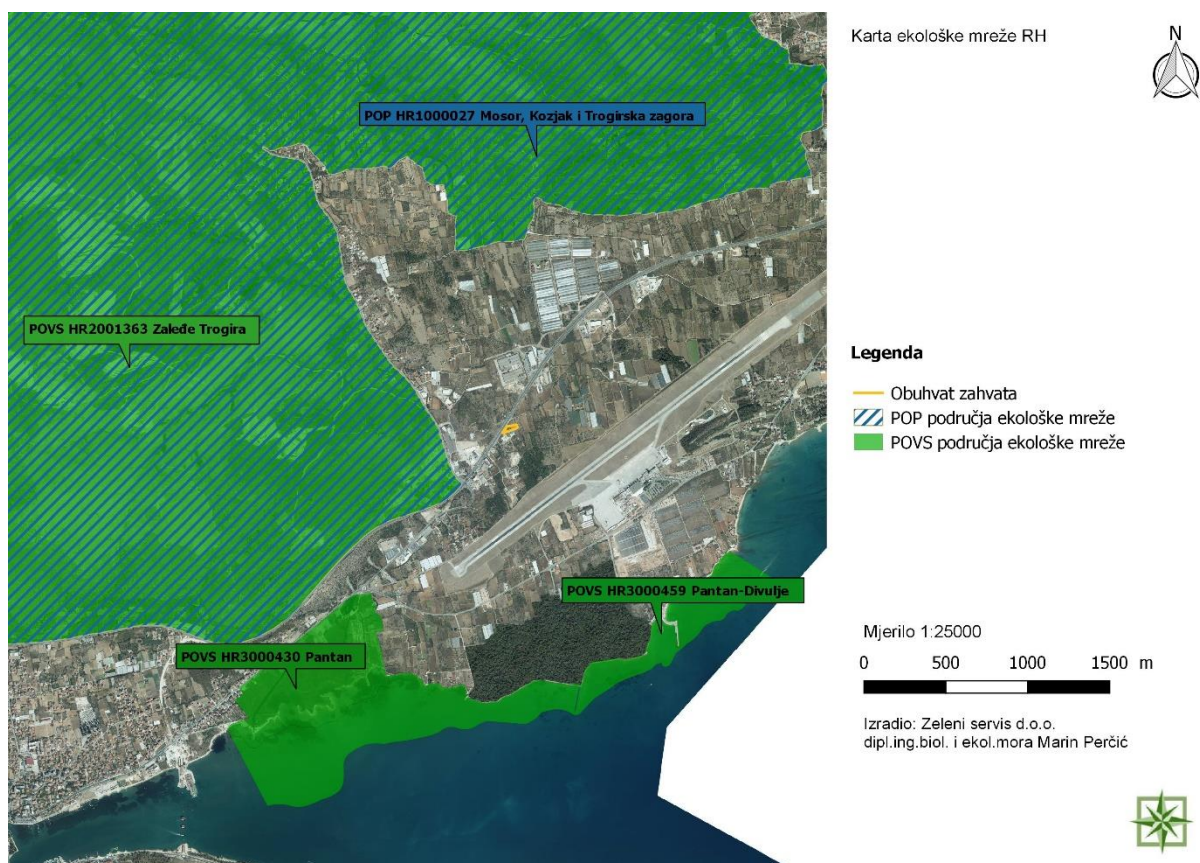 Karta ekološke mreže RH
N
POP HR1000027 Mosor, Kozjak i Trogirska zagora
POVS HR2001363 Zaleđe Trogira
POVS HR3000459 Pantan-Divulje
POVS HR3000430 Pantan
Legenda
Obuhvat zahvata
POP područja ekološke mreže
POVS područja ekološke mreže
Mjerilo 1:25000
0 500 1000 1500 m
Izradio: Zeleni servis d.o.o.
dipl.ing.biol. i ekol.mora Marin Perčić